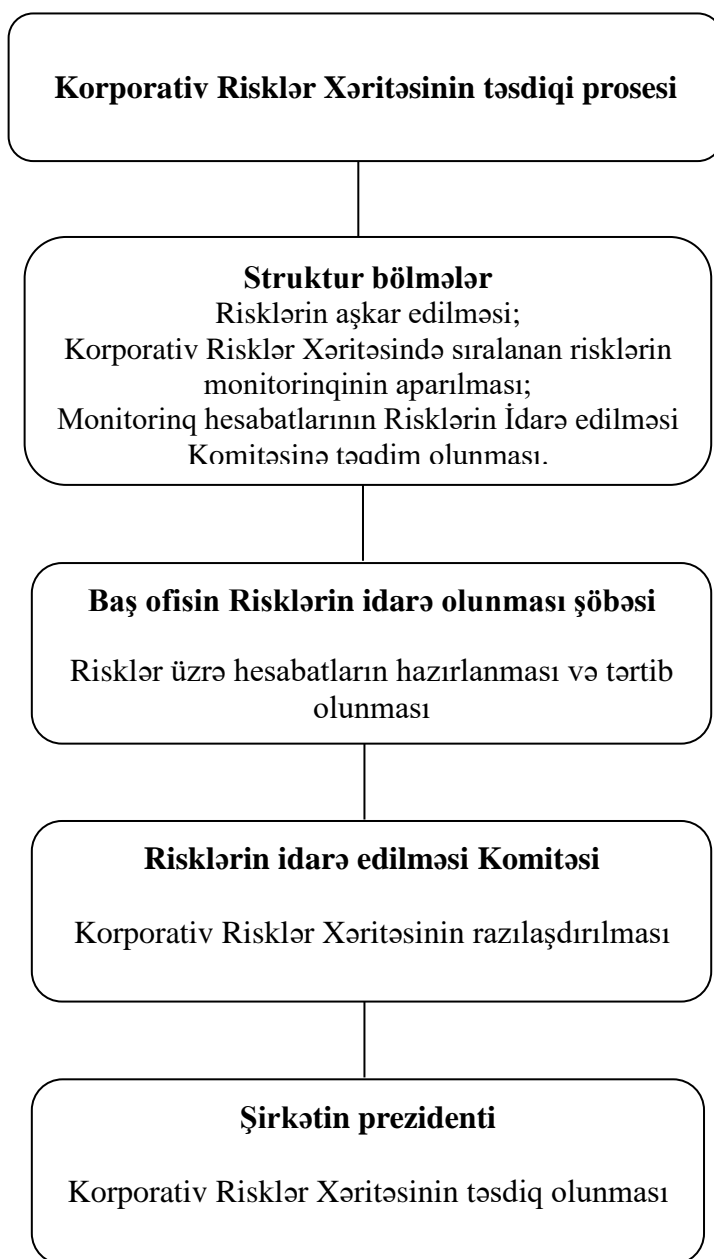 Korporativ Risklər Xəritəsinin təsdiqi prosesi
Struktur bölmələr
Risklərin aşkar edilməsi;
Korporativ Risklər Xəritəsində sıralanan risklərin
monitorinqinin aparılması;
Monitorinq hesabatlarının Risklərin İdarə edilməsi
Komitəsinə təqdim olunması.
Baş ofisin Risklərin idarə olunması şöbəsi
Risklər üzrə hesabatların hazırlanması və tərtib
olunması
Risklərin idarə edilməsi Komitəsi
Korporativ Risklər Xəritəsinin razılaşdırılması
Şirkətin prezidenti
Korporativ Risklər Xəritəsinin təsdiq olunması